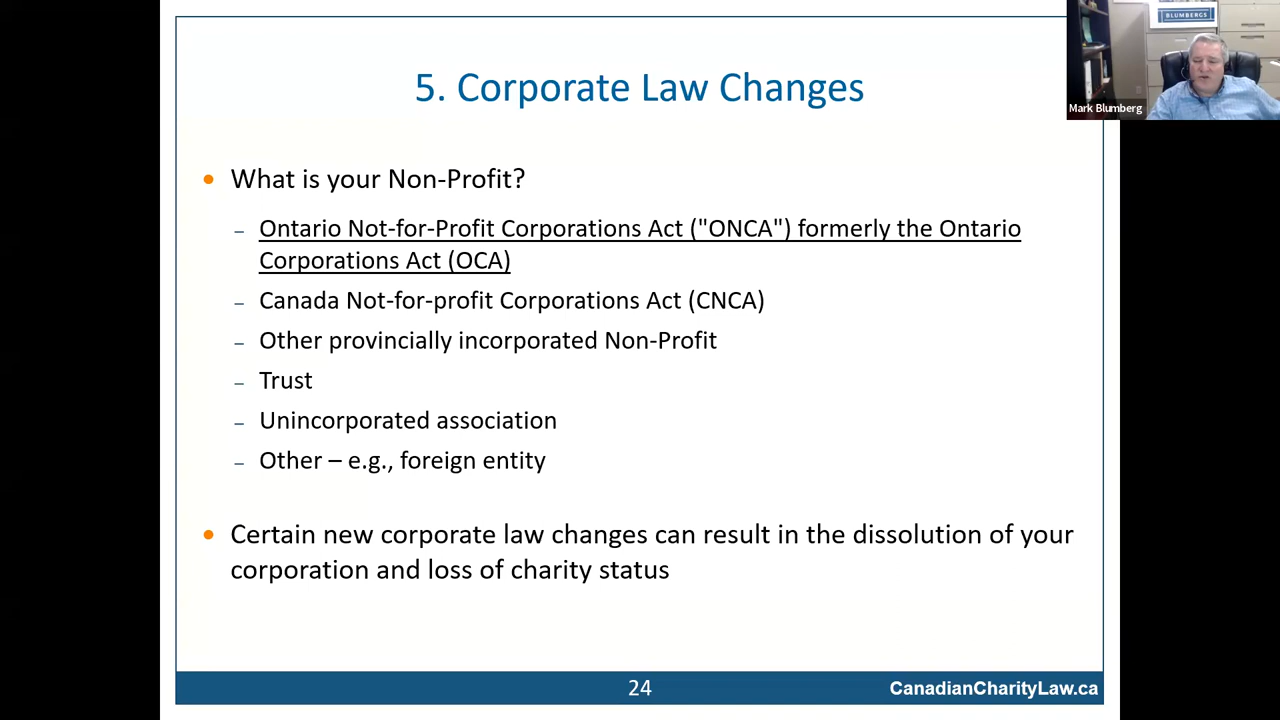 BLUMBERGS
Mark Blumberg
5. Corporate Law Changes
• What is your Non-Profit?
– Ontario Not-for-Profit Corporations Act ("ONCA") formerly the Ontario
Corporations Act (OCA)
– Canada Not-for-profit Corporations Act (CNCA)
– Other provincially incorporated Non-Profit
– Trust
– Unincorporated association
– Other – e.g., foreign entity
• Certain new corporate law changes can result in the dissolution of your
corporation and loss of charity status
24
CanadianCharityLaw.ca